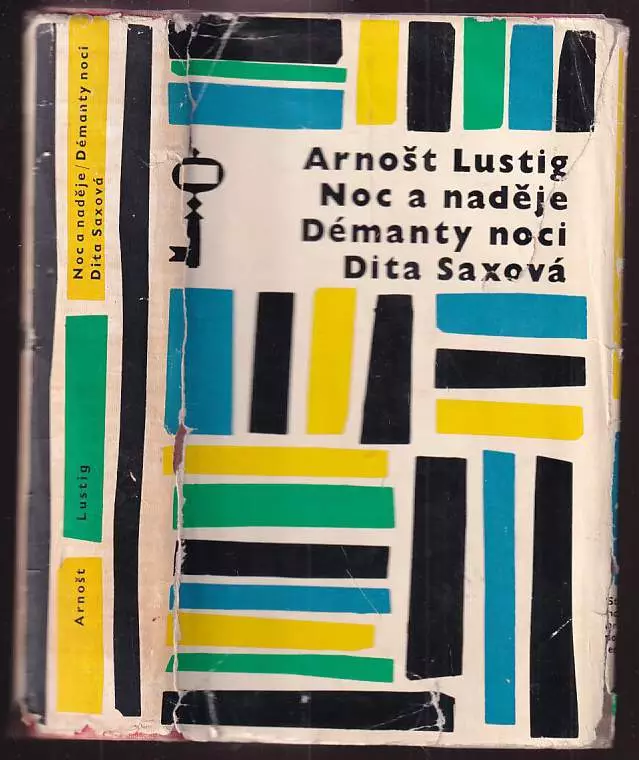 Noc a naděje/Démanty noci
Dita Saxová
Lustig
Arnošt
Arnošt Lustig
Noc a naděje
Démanty noci
Dita Saxová